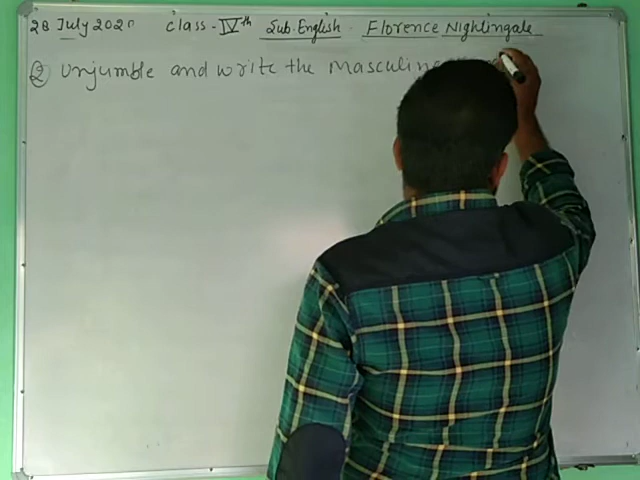 28 July 2020 Class - IVth Sub. English. Florence Nightingale
Q Unjumble and write the Masculine